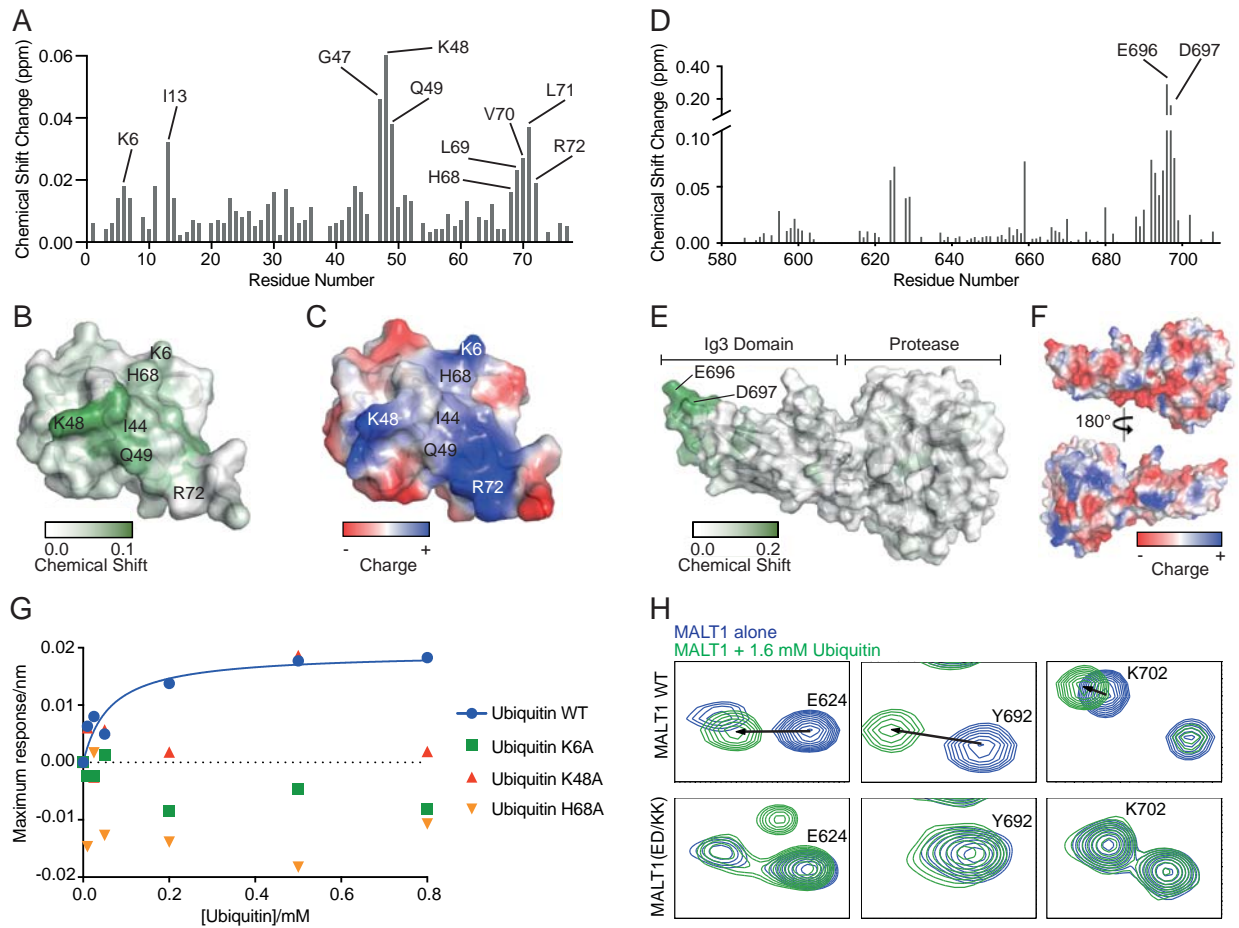 A
Chemical Shift Change (ppm)
0.06
0.04
0.02
0.00
K6
I13
G47
K48
Q49
V70
L71
L69
R72
H68
0 10 20 30 40 50 60 70
Residue Number
D
Chemical Shift Change (ppm)
0.40
0.20
0.10
0.05
0.00
E696
D697
580 600 620 640 660 680 700
Residue Number
B
K6
H68
K48
I44
Q49
R72
0.0 0.1
Chemical Shift
C
K6
H68
K48
I44
Q49
R72
- +
Charge
E
Ig3 Domain
Protease
E696
D697
0.0 0.2
Chemical Shift
F
180°
- +
Charge
G
Maximum response/nm
0.02
0.01
0.00
-0.01
-0.02
0.0 0.2 0.4 0.6 0.8
[Ubiquitin]/mM
Ubiquitin WT
Ubiquitin K6A
Ubiquitin K48A
Ubiquitin H68A
H
MALT1 alone
MALT1 + 1.6 mM Ubiquitin
MALT1 WT
E624
Y692
K702
MALT1(ED/KK)
E624
Y692
K702